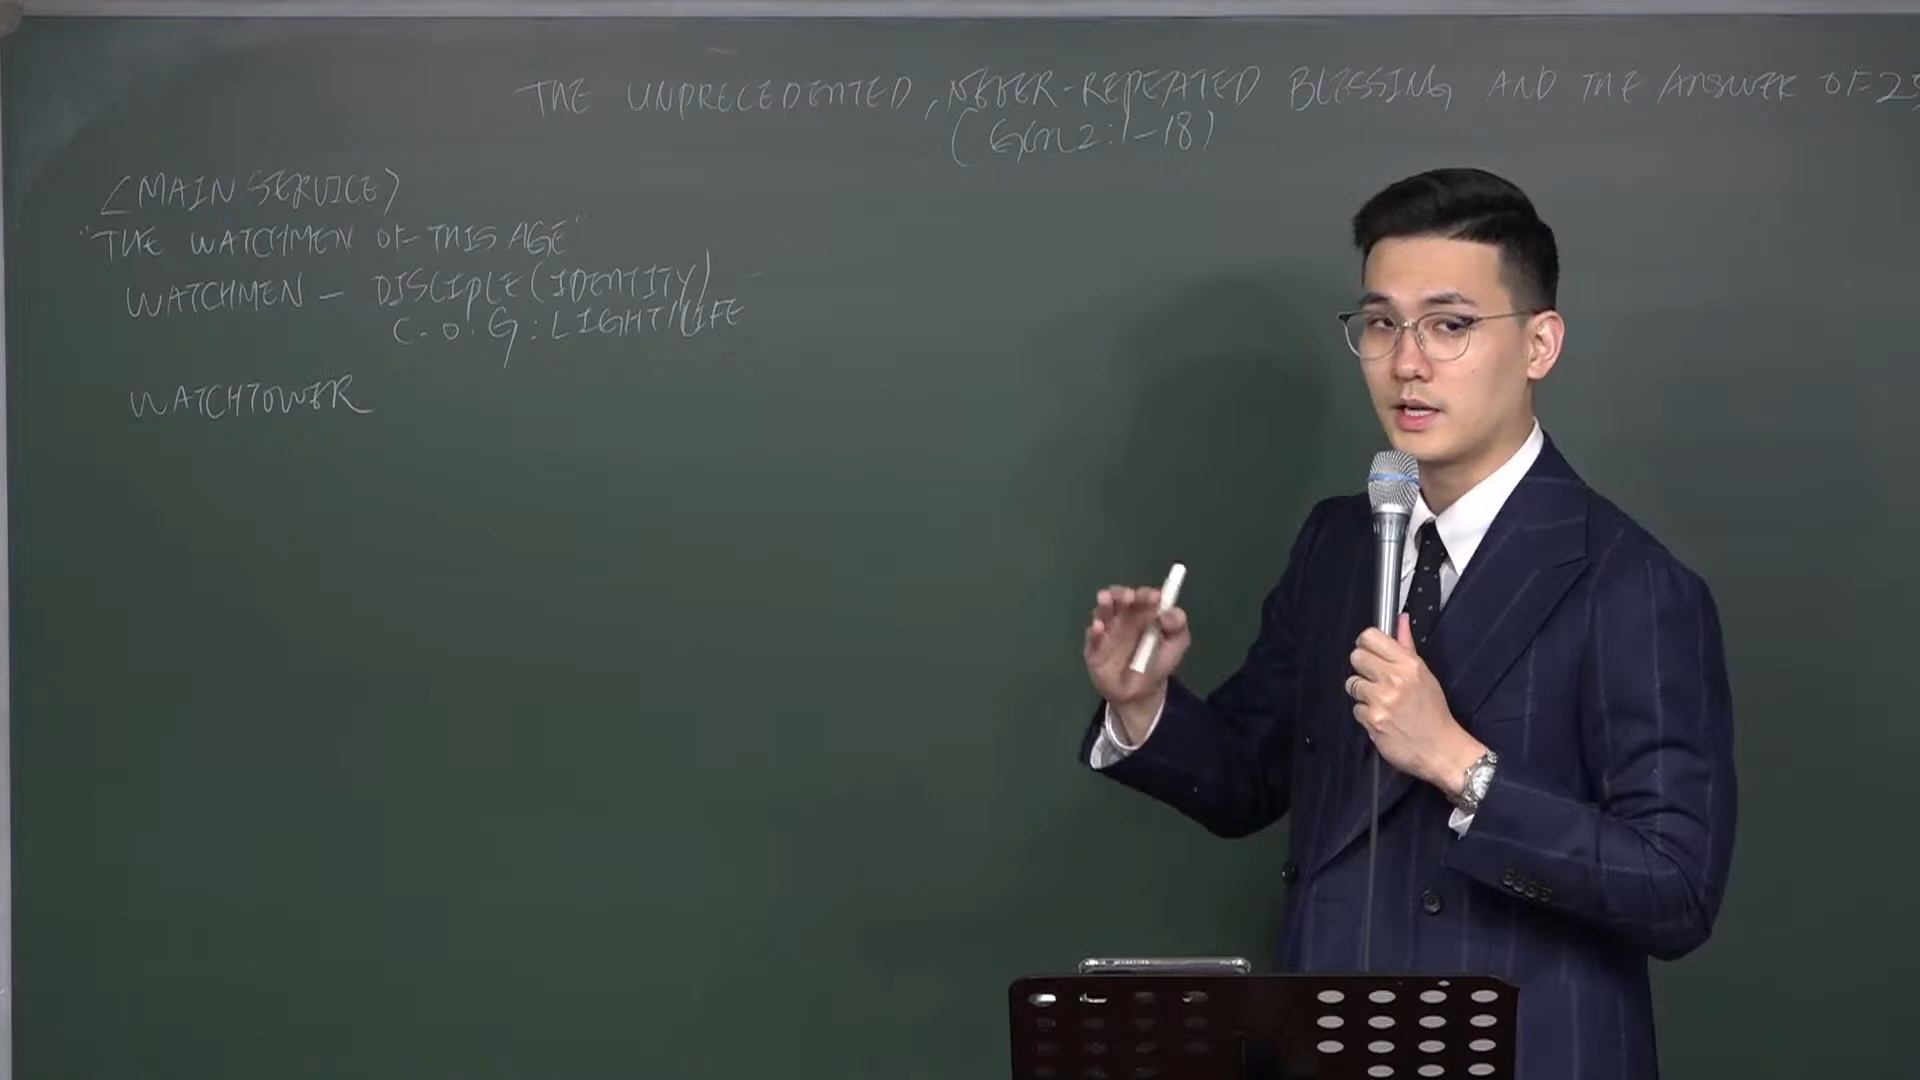 THE UNPRECEDENTED, NEVER-REPEATED BLESSING AND THE ANSWER OF 25
(Gen 2:1-18)
<MAIN SERVICE>
"THE WATCHMEN OF THIS AGE"
WATCHMEN - DISCIPLE (IDENTITY)
C.O.G: LIGHT/LIFE
WATCHTOWER